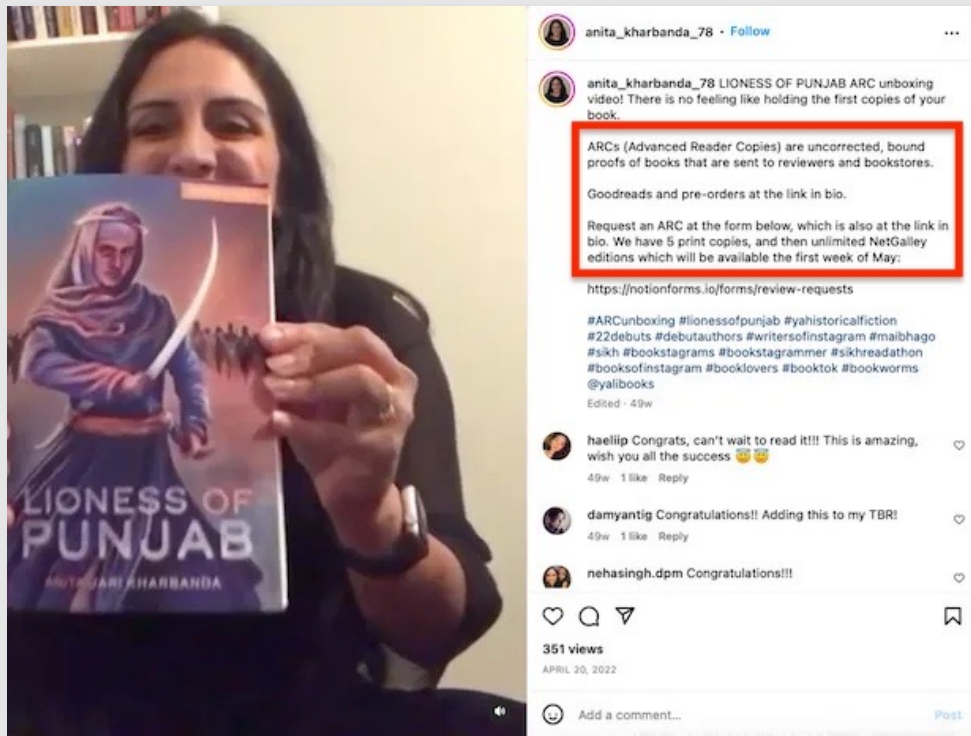 LIONESS OF
PUNJAB
ANITA JARI KHARBANDA
anita_kharbanda_78 • Follow
anita_kharbanda_78 LIONESS OF PUNJAB ARC unboxing
video! There is no feeling like holding the first copies of your
book.
ARCs (Advanced Reader Copies) are uncorrected, bound
proofs of books that are sent to reviewers and bookstores.
Goodreads and pre-orders at the link in bio.
Request an ARC at the form below, which is also at the link in
bio. We have 5 print copies, and then unlimited NetGalley
editions which will be available the first week of May:
https://notionforms.io/forms/review-requests
#ARCunboxing #lionessofpunjab #yahistoricalfiction
#22debuts #debutauthors #writersofinstagram #maibhago
#sikh #bookstagrams #bookstagrammer #sikhreadathon
#booksofinstagram #booklovers #booktok #bookworms
@yalibooks
Edited · 49w
haeliip Congrats, can't wait to read it!!! This is amazing,
wish you all the success 😇😇
49w 1 like Reply
damyantig Congratulations!! Adding this to my TBR!
49w 1 like Reply
nehasingh.dpm Congratulations!!!
351 views
APRIL 20, 2022
Add a comment... Post